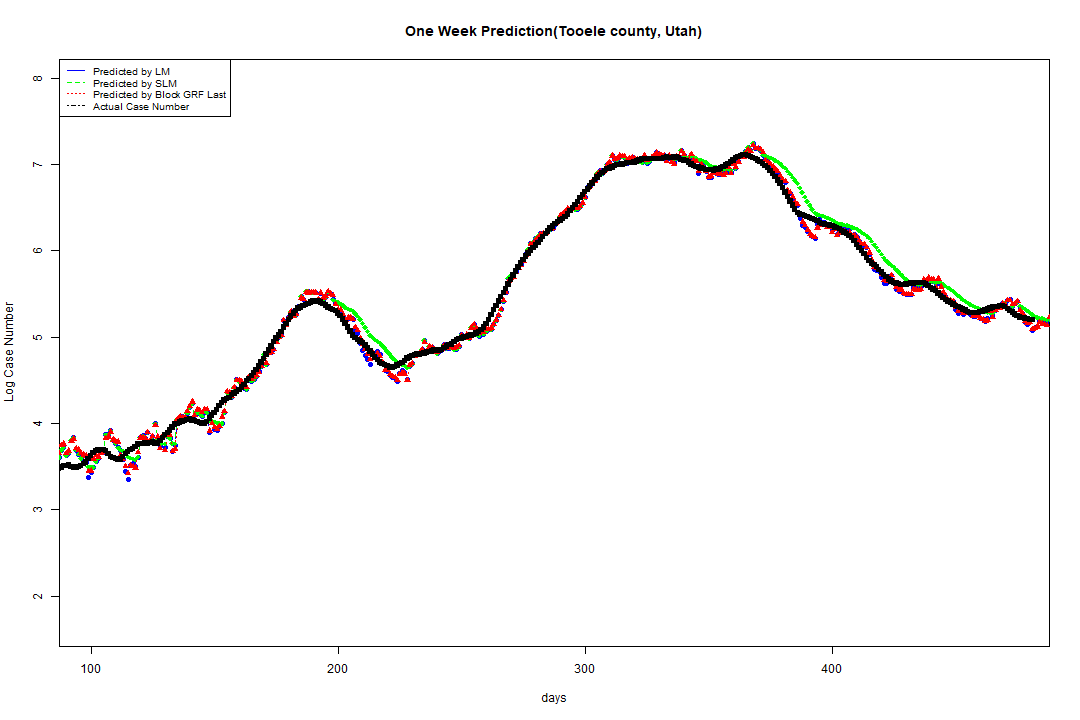 One Week Prediction(Tooele county, Utah)
Predicted by LM
Predicted by SLM
Predicted by Block GRF Last
Actual Case Number
8
7
6
5
4
3
2
Log Case Number
100 200 300 400
days